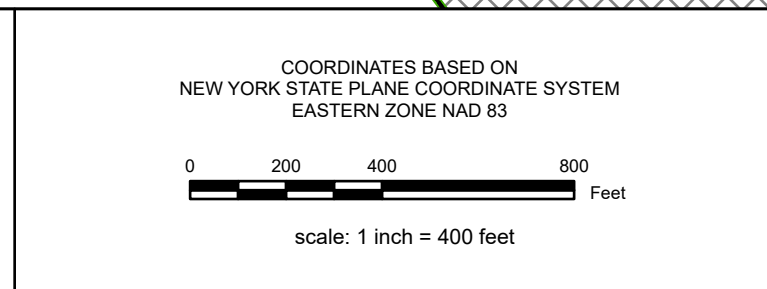 COORDINATES BASED ON
NEW YORK STATE PLANE COORDINATE SYSTEM
EASTERN ZONE NAD 83
0 200 400 800
Feet
scale: 1 inch = 400 feet